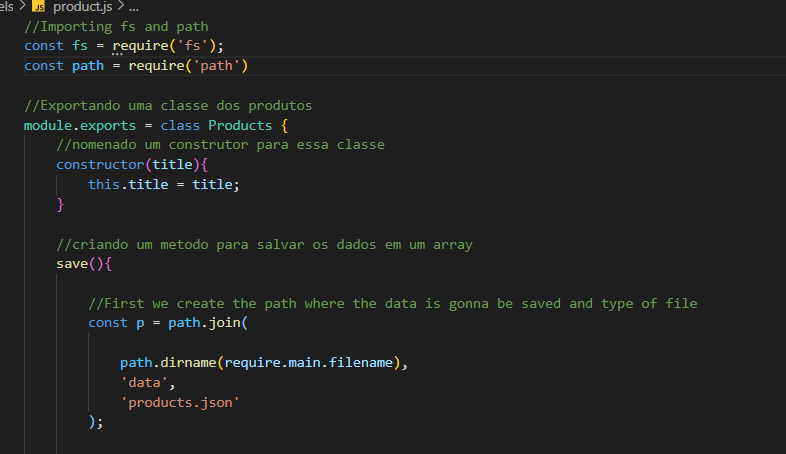 els > JS product.js > ...
//Importing fs and path
const fs = require('fs');
const path = require('path')
//Exportando uma classe dos produtos
module.exports = class Products {
//nomenado um construtor para essa classe
constructor(title){
this.title = title;
}
//criando um metodo para salvar os dados em um array
save(){
//First we create the path where the data is gonna be saved and type of file
const p = path.join(
path.dirname(require.main.filename),
'data',
'products.json'
);